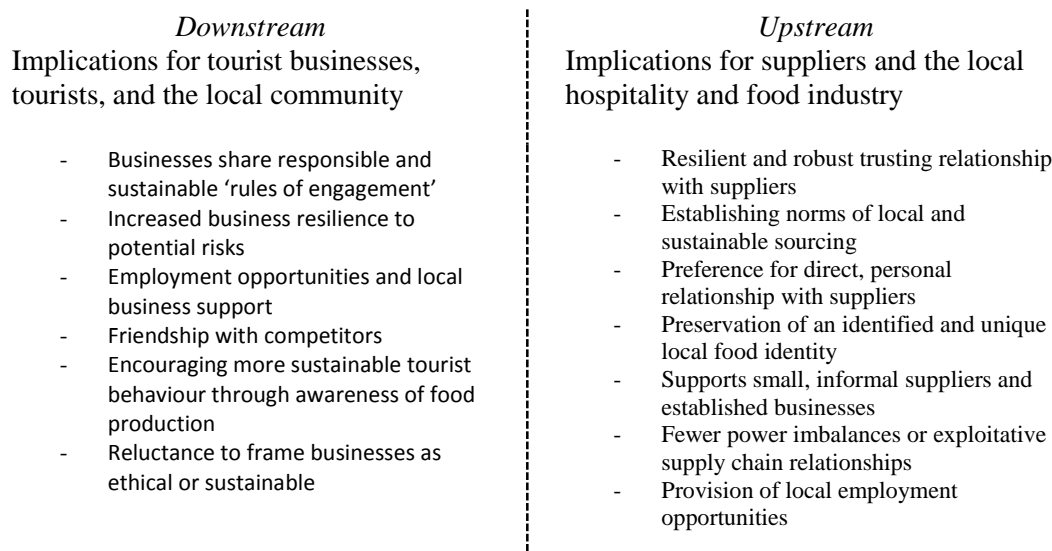 Downstream
Implications for tourist businesses,
tourists, and the local community
- Businesses share responsible and
sustainable ‘rules of engagement’
- Increased business resilience to
potential risks
- Employment opportunities and local
business support
- Friendship with competitors
- Encouraging more sustainable tourist
behaviour through awareness of food
production
- Reluctance to frame businesses as
ethical or sustainable
Upstream
Implications for suppliers and the local
hospitality and food industry
- Resilient and robust trusting relationship
with suppliers
- Establishing norms of local and
sustainable sourcing
- Preference for direct, personal
relationship with suppliers
- Preservation of an identified and unique
local food identity
- Supports small, informal suppliers and
established businesses
- Fewer power imbalances or exploitative
supply chain relationships
- Provision of local employment
opportunities